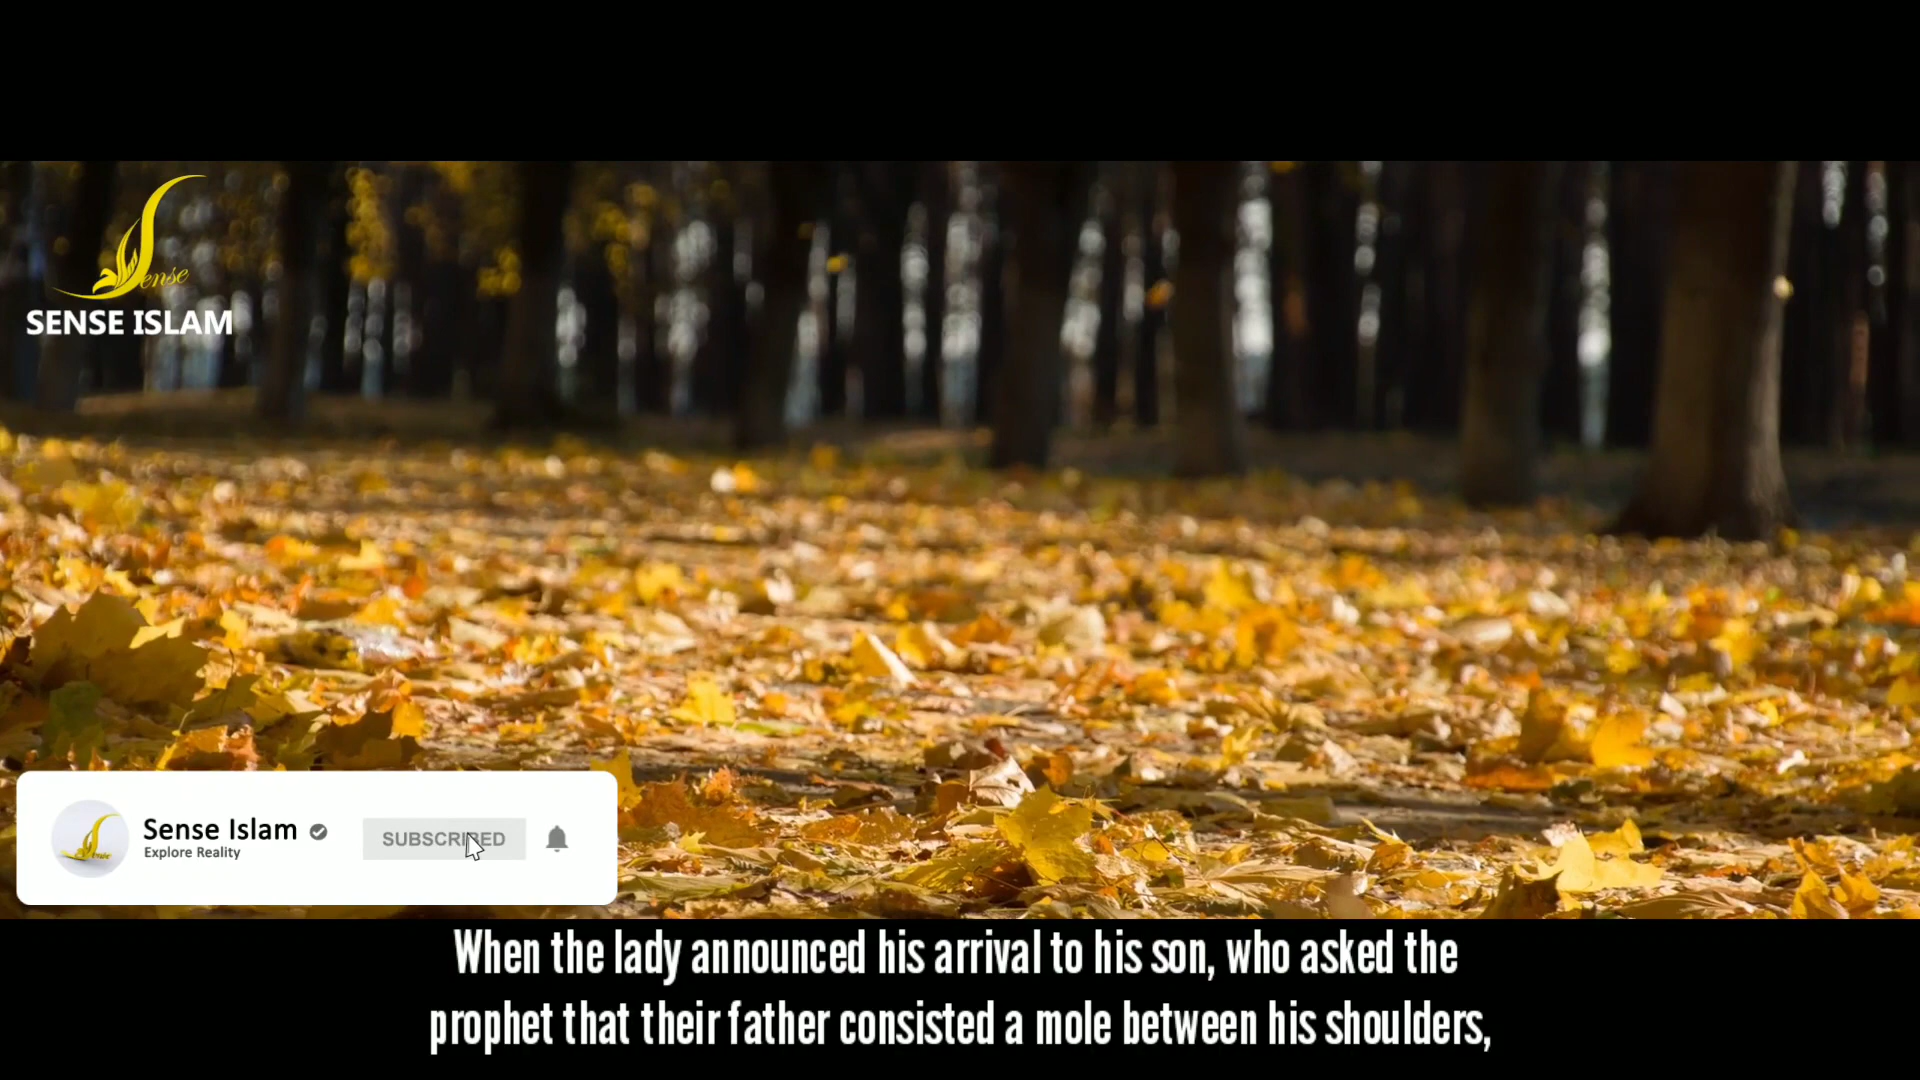 ense
SENSE ISLAM
Sense Islam
Explore Reality
SUBSCRIBED
When the lady announced his arrival to his son, who asked the
prophet that their father consisted a mole between his shoulders,